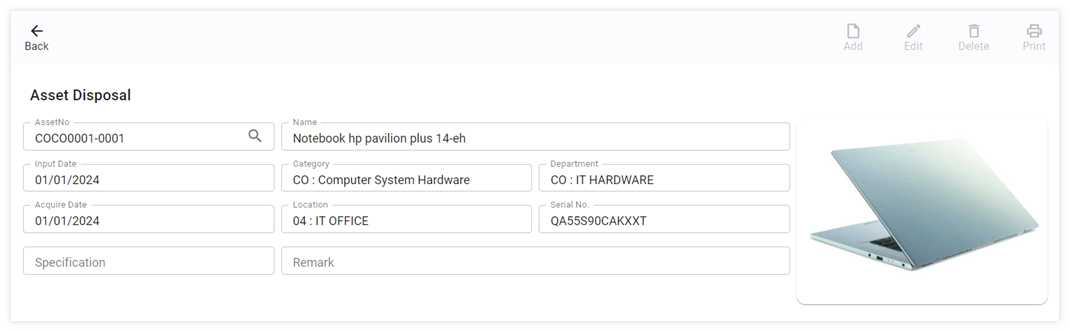 Back
Add
Edit
Delete
Print
Asset Disposal
AssetNo
COCO0001-0001
Name
Notebook hp pavilion plus 14-eh
Input Date
01/01/2024
Category
CO : Computer System Hardware
Department
CO : IT HARDWARE
Acquire Date
01/01/2024
Location
04 : IT OFFICE
Serial No.
QA55S90CAKXXT
Specification
Remark